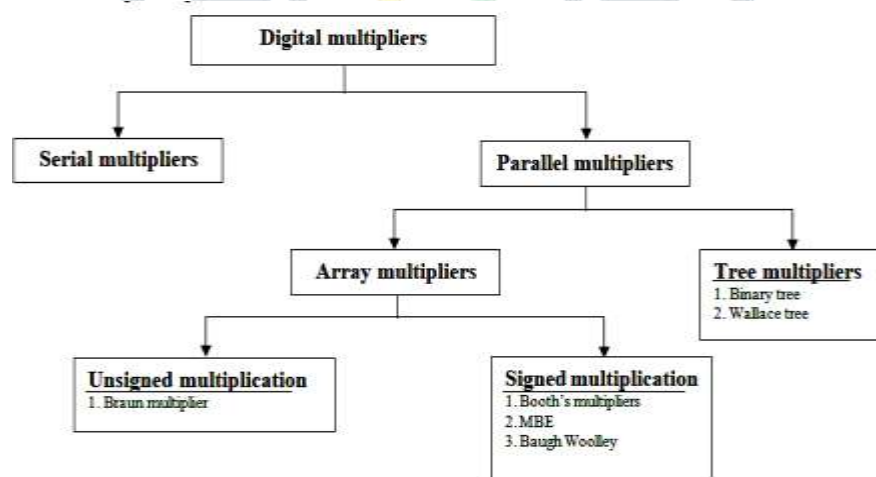 Digital multipliers
Serial multipliers
Parallel multipliers
Array multipliers
Tree multipliers
1. Binary tree
2. Wallace tree
Unsigned multiplication
1. Braun multiplier
Signed multiplication
1. Booth's multipliers
2. MBE
3. Baugh Woolley